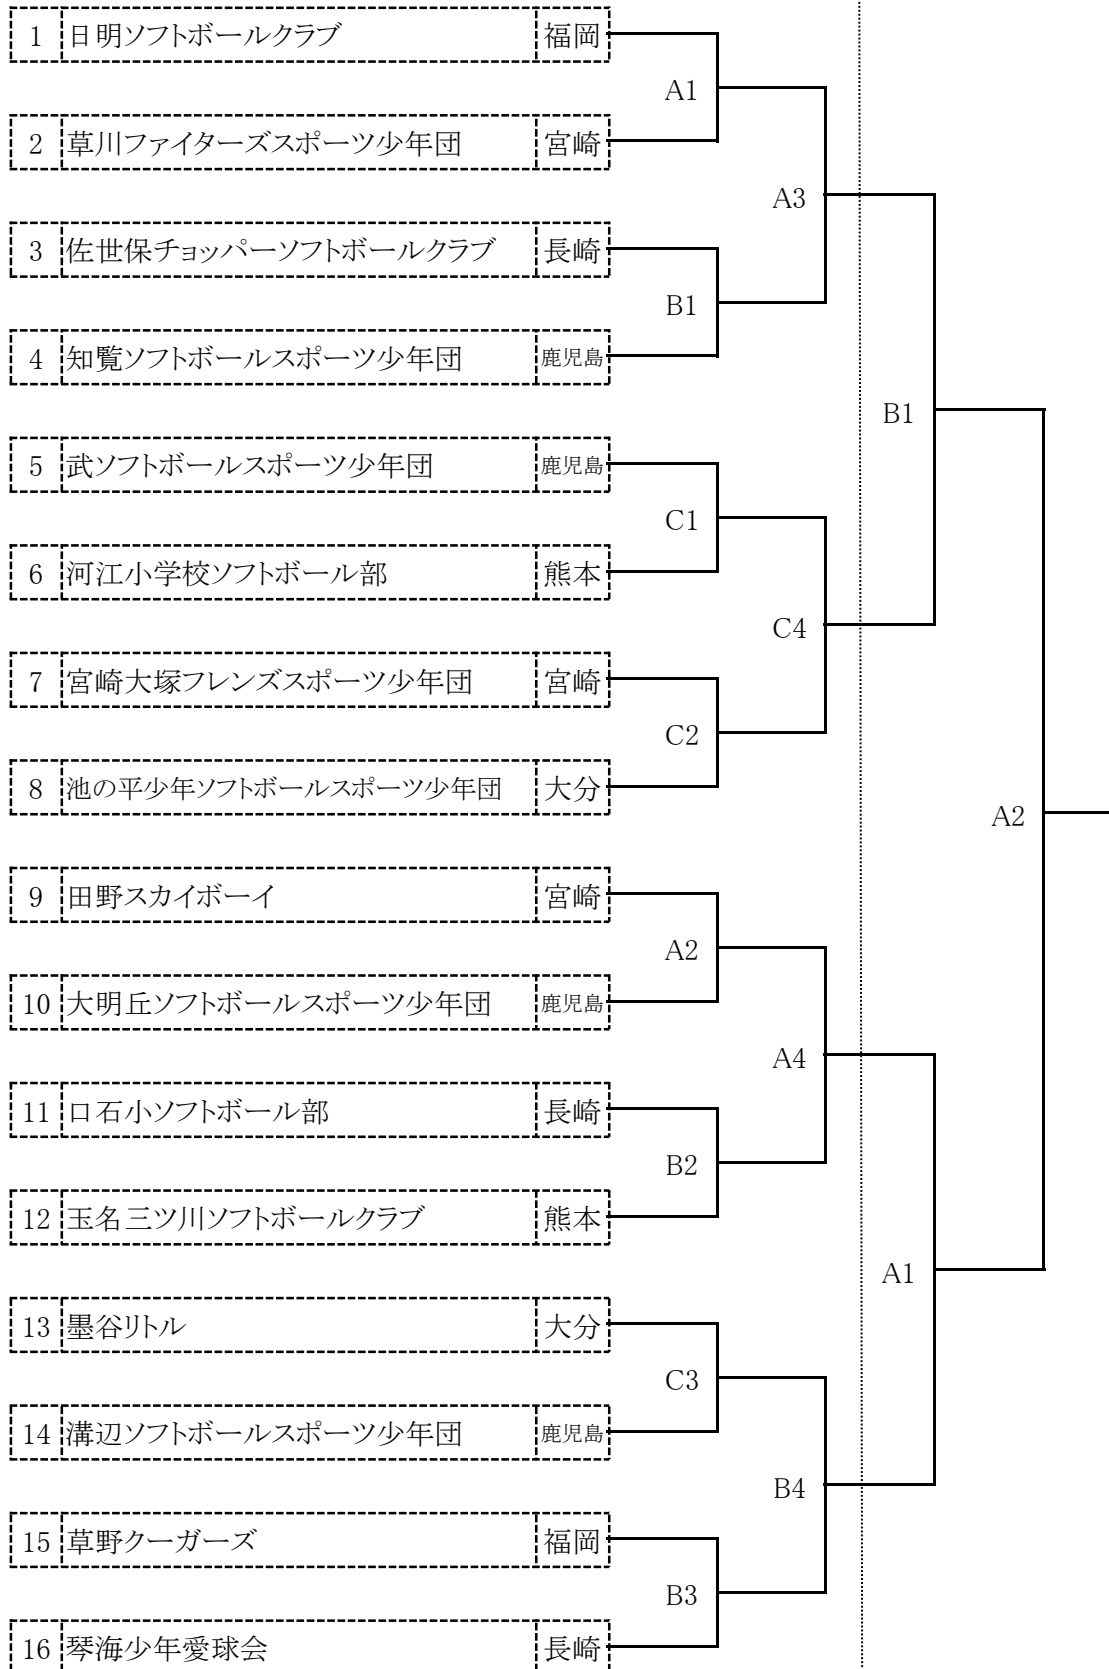 1 日明ソフトボールクラブ 福岡
A1
2 草川ファイターズスポーツ少年団 宮崎
A3
3 佐世保チョッパーソフトボールクラブ 長崎
B1
4 知覧ソフトボールスポーツ少年団 鹿児島
B1
5 武ソフトボールスポーツ少年団 鹿児島
C1
6 河江小学校ソフトボール部 熊本
C4
7 宮崎大塚フレンズスポーツ少年団 宮崎
C2
8 池の平少年ソフトボールスポーツ少年団 大分
A2
9 田野スカイボーイ 宮崎
A2
10 大明丘ソフトボールスポーツ少年団 鹿児島
A4
11 口石小ソフトボール部 長崎
B2
12 玉名三ツ川ソフトボールクラブ 熊本
A1
13 墨谷リトル 大分
C3
14 溝辺ソフトボールスポーツ少年団 鹿児島
B4
15 草野クーガーズ 福岡
B3
16 琴海少年愛球会 長崎